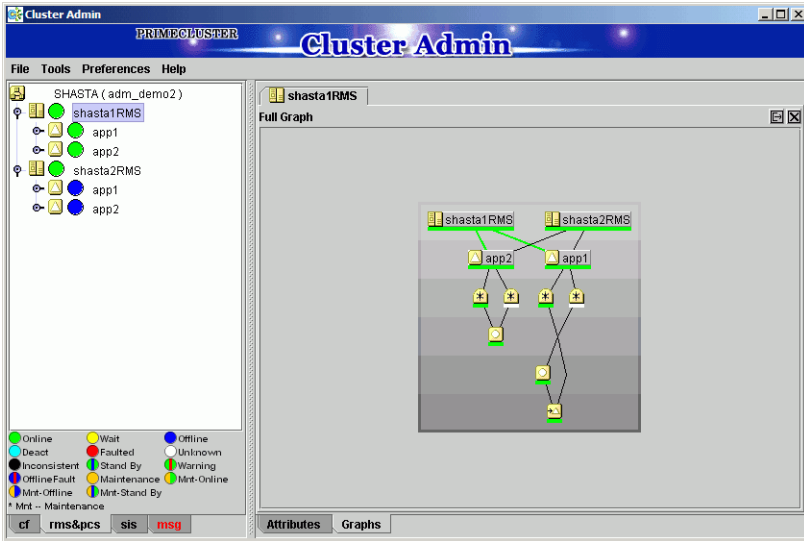 Cluster Admin
PRIMECLUSTER
Cluster Admin
File Tools Preferences Help
SHASTA ( adm_demo2 )
shasta1RMS
app1
app2
shasta2RMS
app1
app2
Online Wait Offline
Deact Faulted Unknown
Inconsistent Stand By Warning
OfflineFault Maintenance Mnt-Online
Mnt-Offline Mnt-Stand By
* Mnt -- Maintenance
cf rms&pcs sis msg
shasta1RMS
Full Graph
shasta1RMS shasta2RMS
app2 app1
Attributes Graphs